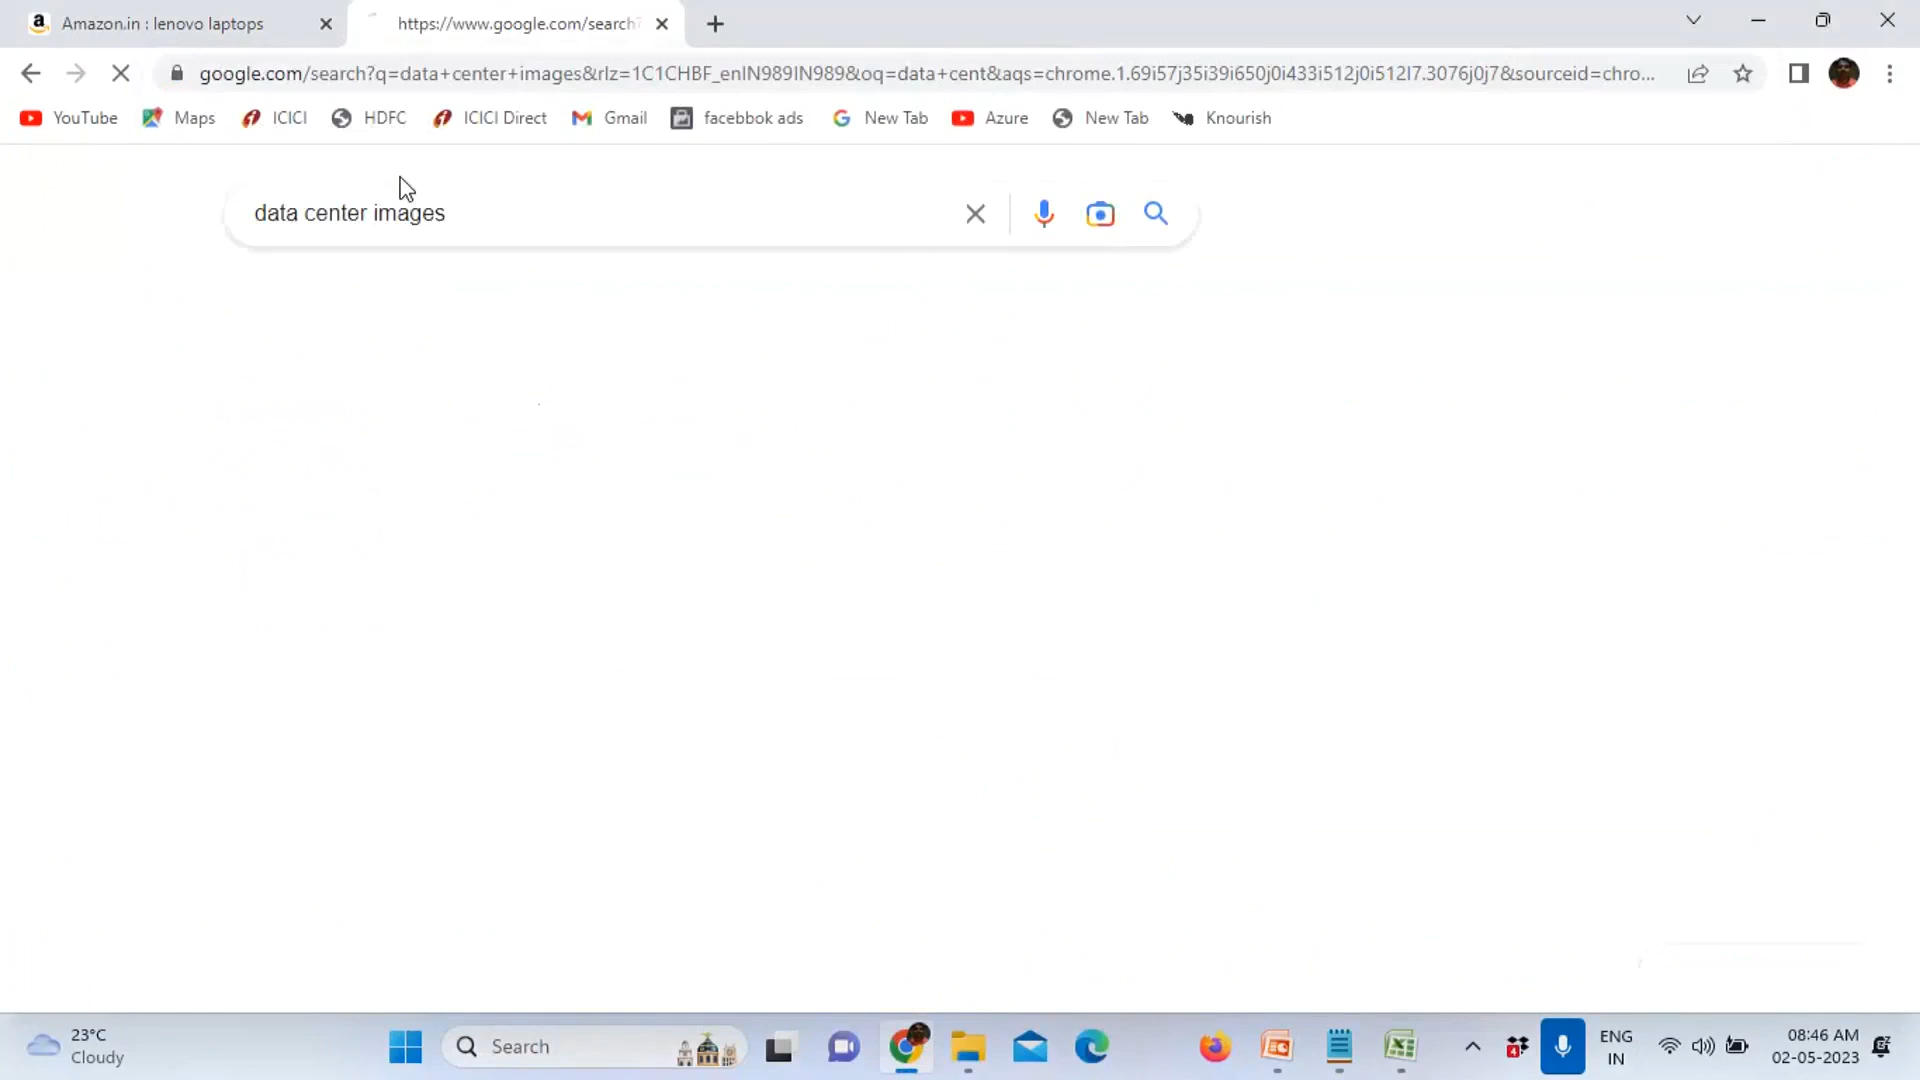 Amazon.in : lenovo laptops
https://www.google.com/search?
google.com/search?q=data+center+images&rlz=1C1CHBF_enIN989IN989&oq=data+cent&aqs=chrome.1.69i57j35i39i650j0i433i512j0i512l7.3076j0j7&sourceid=chro...
YouTube Maps ICICI HDFC ICICI Direct Gmail facebbok ads New Tab Azure New Tab Knourish
data center images
23°C
Cloudy
Search
4
ENG
IN
08:46 AM
02-05-2023